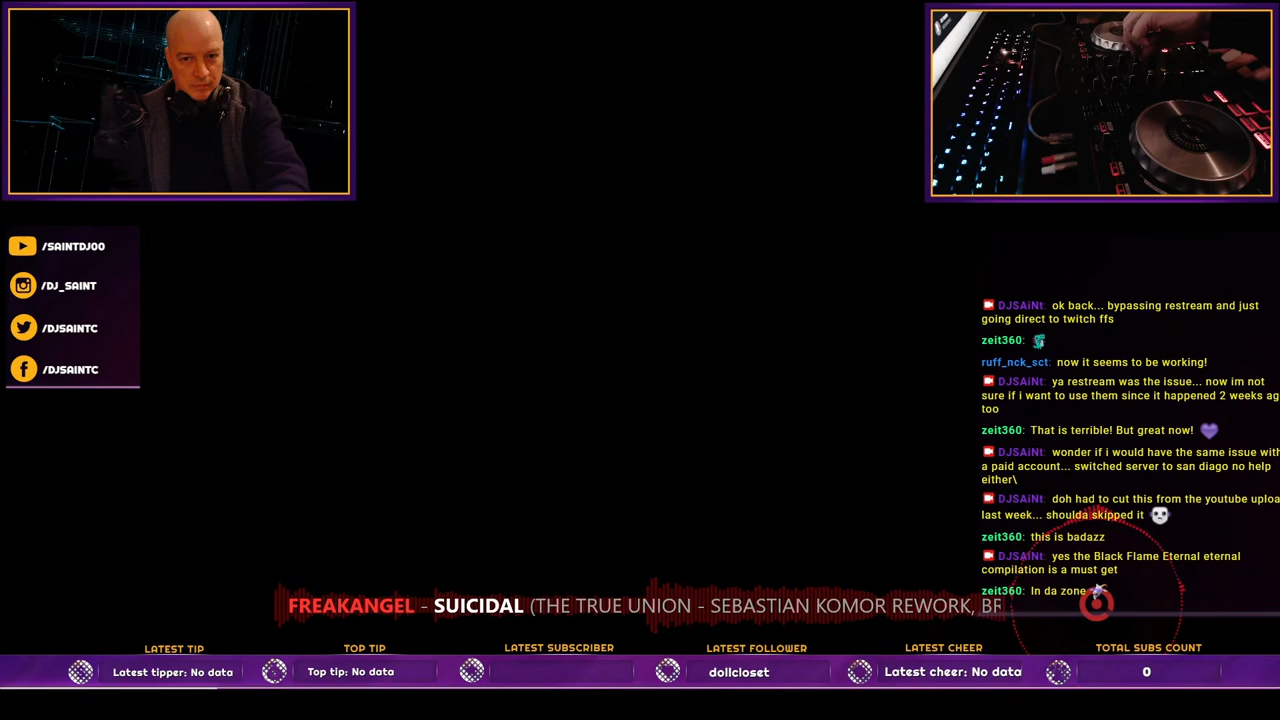 /SAINTDJ00
/DJ_SAINT
/DJSAINTC
/DJSAINTC
DJSAiNt: ok back... bypassing restream and just
going direct to twitch ffs
zeit360:
ruff_nck_sct: now it seems to be working!
DJSAiNt: ya restream was the issue... now im not
sure if i want to use them since it happened 2 weeks ag
too
zeit360: That is terrible! But great now!
DJSAiNt: wonder if i would have the same issue with
a paid account... switched server to san diago no help
either\
DJSAiNt: doh had to cut this from the youtube uploa
last week... shoulda skipped it
zeit360: this is badazz
DJSAiNt: yes the Black Flame Eternal eternal
compilation is a must get
zeit360: In da zone
FREAKANGEL - SUICIDAL (THE TRUE UNION - SEBASTIAN KOMOR REWORK, BF
LATEST TIP
TOP TIP
LATEST SUBSCRIBER
LATEST FOLLOWER
LATEST CHEER
TOTAL SUBS COUNT
Latest tipper: No data
Top tip: No data
dollcloset
Latest cheer: No data
0